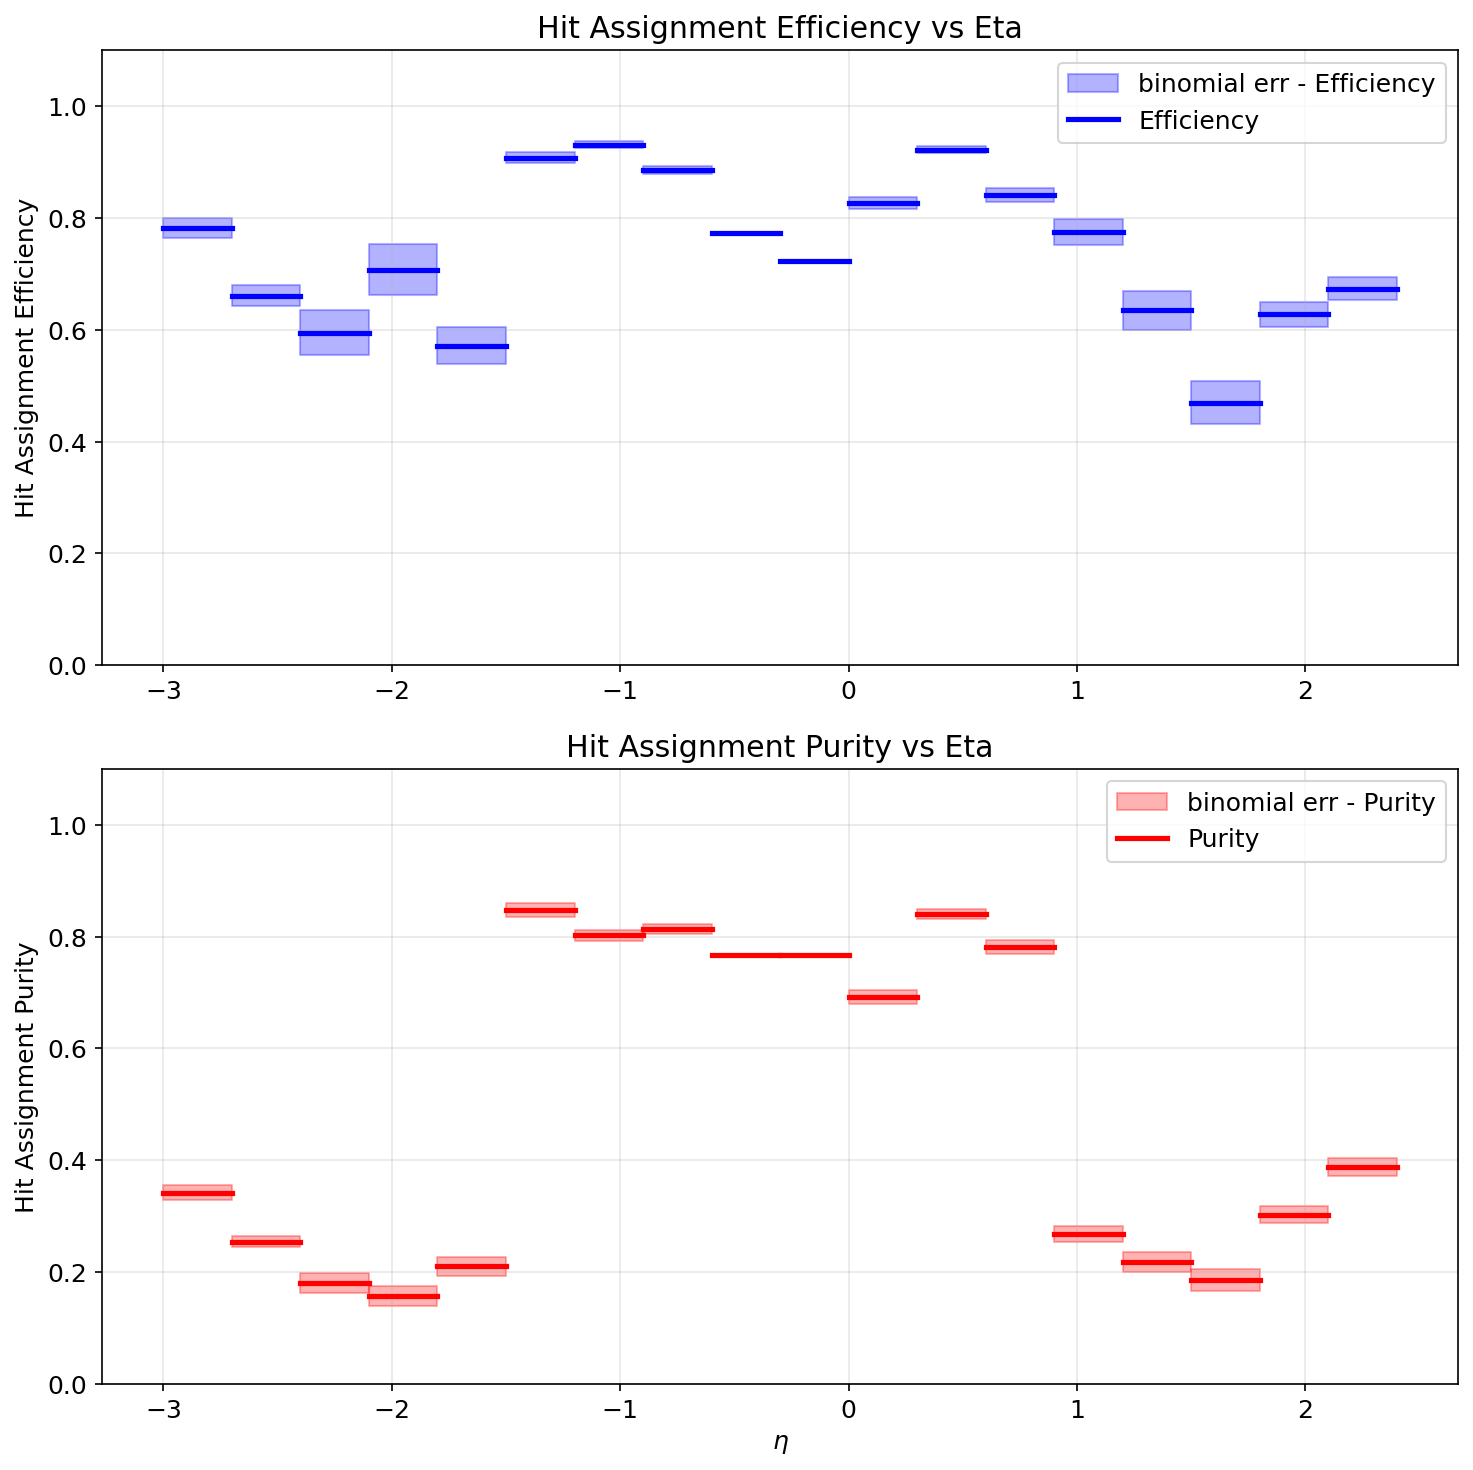 Hit Assignment Efficiency vs Eta
binomial err - Efficiency
Efficiency
Hit Assignment Efficiency
1.0
0.8
0.6
0.4
0.2
0.0
−3 −2 −1 0 1 2
Hit Assignment Purity vs Eta
binomial err - Purity
Purity
Hit Assignment Purity
1.0
0.8
0.6
0.4
0.2
0.0
−3 −2 −1 0 1 2
η